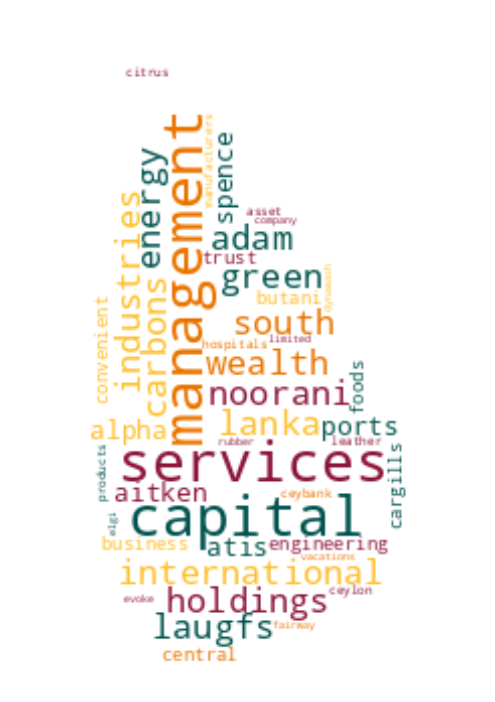 citrus
management
manufacturers
energy
spence
industries
asset
company
adam
trust
green
carbons
butani
dynawash
convenient
south
limited
hospitals
wealth
foods
noorani
lanka
ports
alpha
rubber
leather
services
products
cargills
aitken
ceybank
capital
elgi
business
atis
engineering
vacations
international
evoke
holdings
ceylon
laugfs
fairway
central